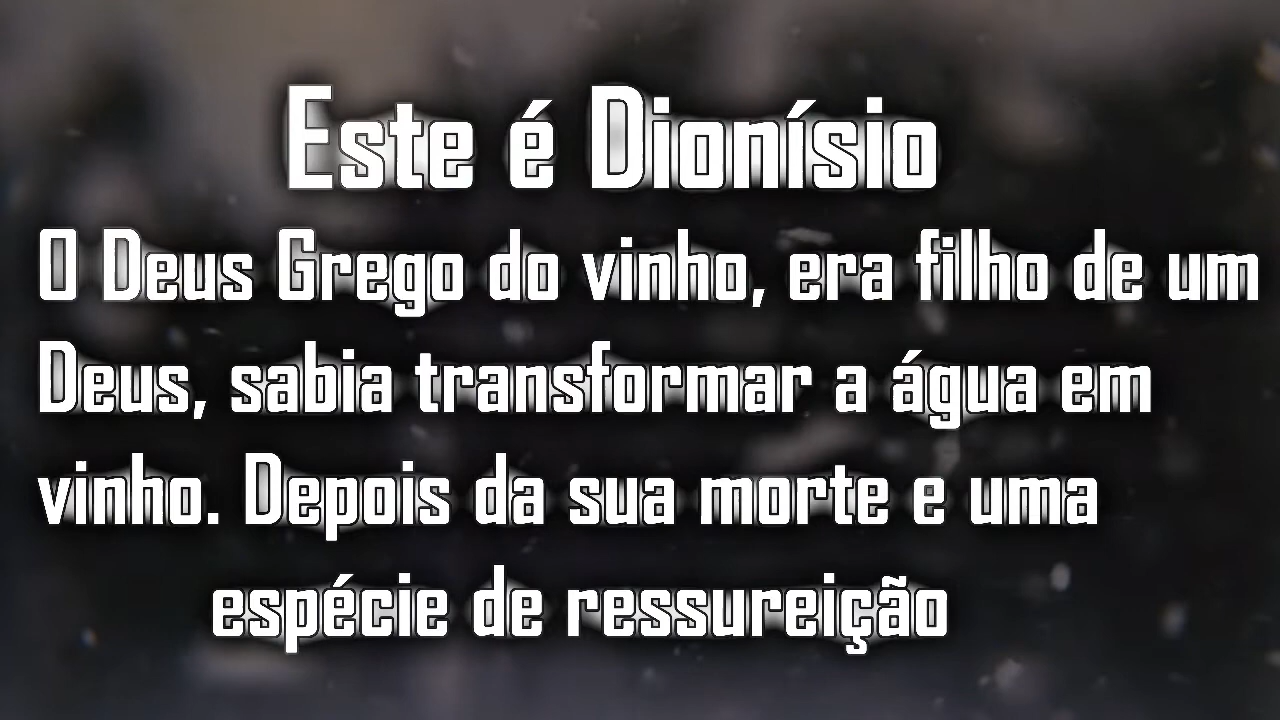 Este é Dionísio
O Deus Grego do vinho, era filho de um
Deus, sabia transformar a água em
vinho. Depois da sua morte e uma
espécie de ressureição